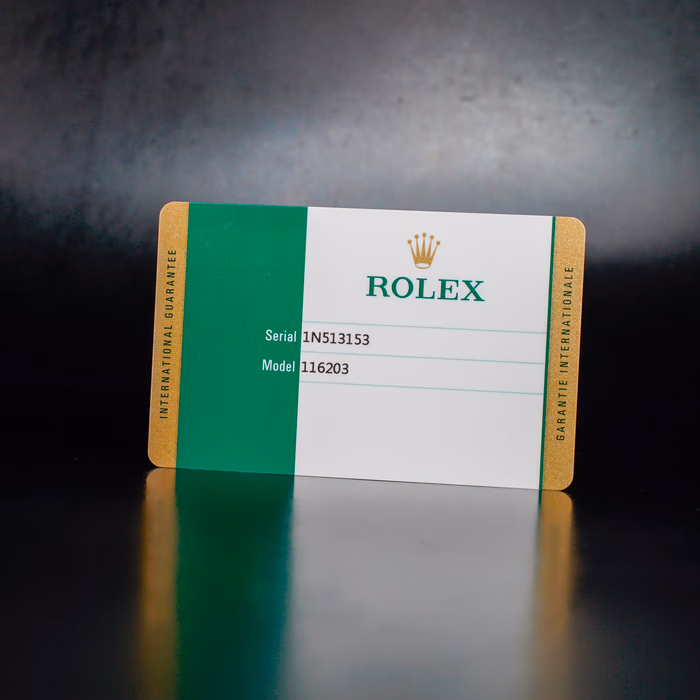 INTERNATIONAL GUARANTEE
ROLEX
Serial 1N513153
Model 116203
GARANTIE INTERNATIONALE